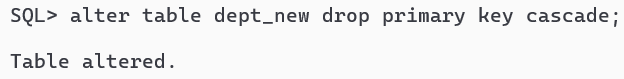 SQL> alter table dept_new drop primary key cascade;
Table altered.